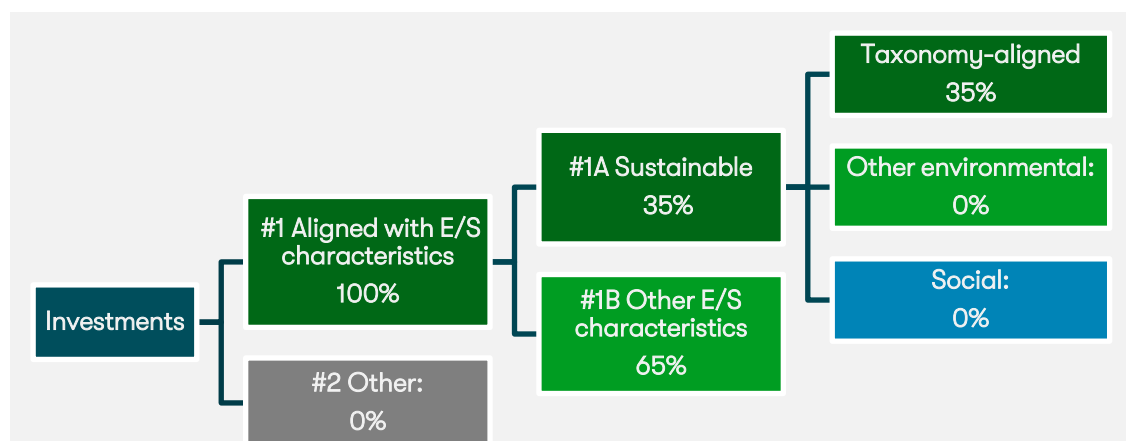 Investments
#1 Aligned with E/S
characteristics
100%
#2 Other:
0%
#1A Sustainable
35%
#1B Other E/S
characteristics
65%
Taxonomy-aligned
35%
Other environmental:
0%
Social:
0%